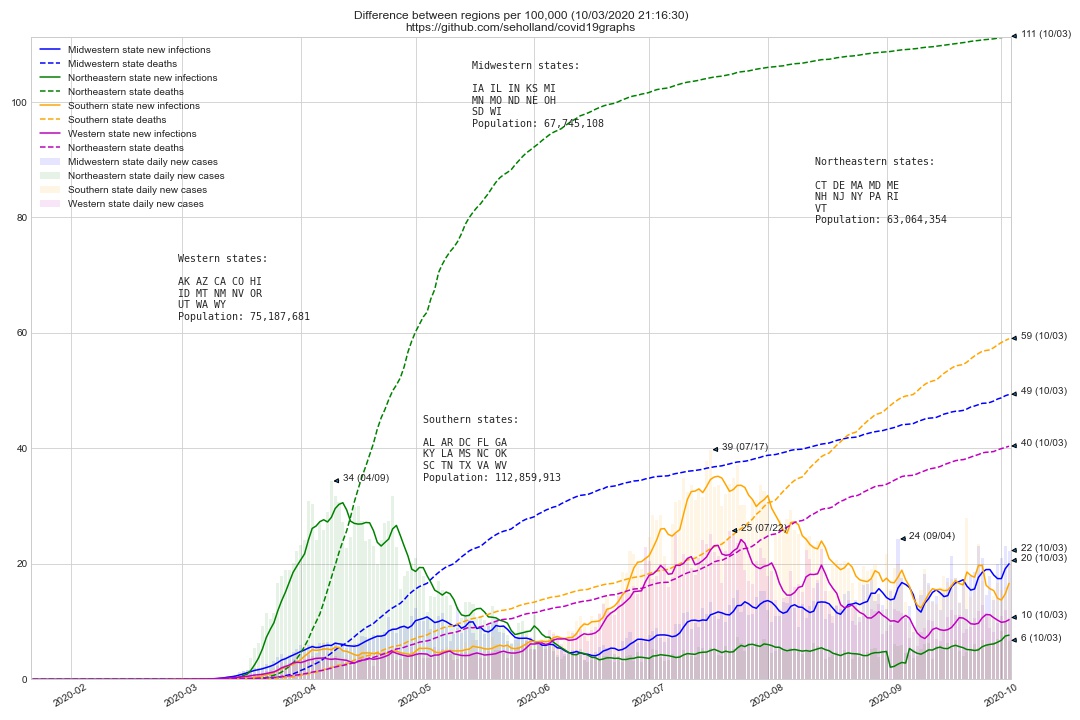 Difference between regions per 100,000 (10/03/2020 21:16:30)
https://github.com/seholland/covid19graphs
Midwestern state new infections
Midwestern state deaths
Northeastern state new infections
Northeastern state deaths
Southern state new infections
Southern state deaths
Western state new infections
Northeastern state deaths
Midwestern state daily new cases
Northeastern state daily new cases
Southern state daily new cases
Western state daily new cases
Midwestern states:
IA IL IN KS MI
MN MO ND NE OH
SD WI
Population: 67,745,108
Northeastern states:
CT DE MA MD ME
NH NJ NY PA RI
VT
Population: 63,064,354
Western states:
AK AZ CA CO HI
ID MT NM NV OR
UT WA WY
Population: 75,187,681
Southern states:
AL AR DC FL GA
KY LA MS NC OK
SC TN TX VA WV
Population: 112,859,913
34 (04/09)
39 (07/17)
25 (07/22)
24 (09/04)
111 (10/03)
59 (10/03)
49 (10/03)
40 (10/03)
22 (10/03)
20 (10/03)
10 (10/03)
6 (10/03)
100
80
60
40
20
0
2020-02
2020-03
2020-04
2020-05
2020-06
2020-07
2020-08
2020-09
2020-10